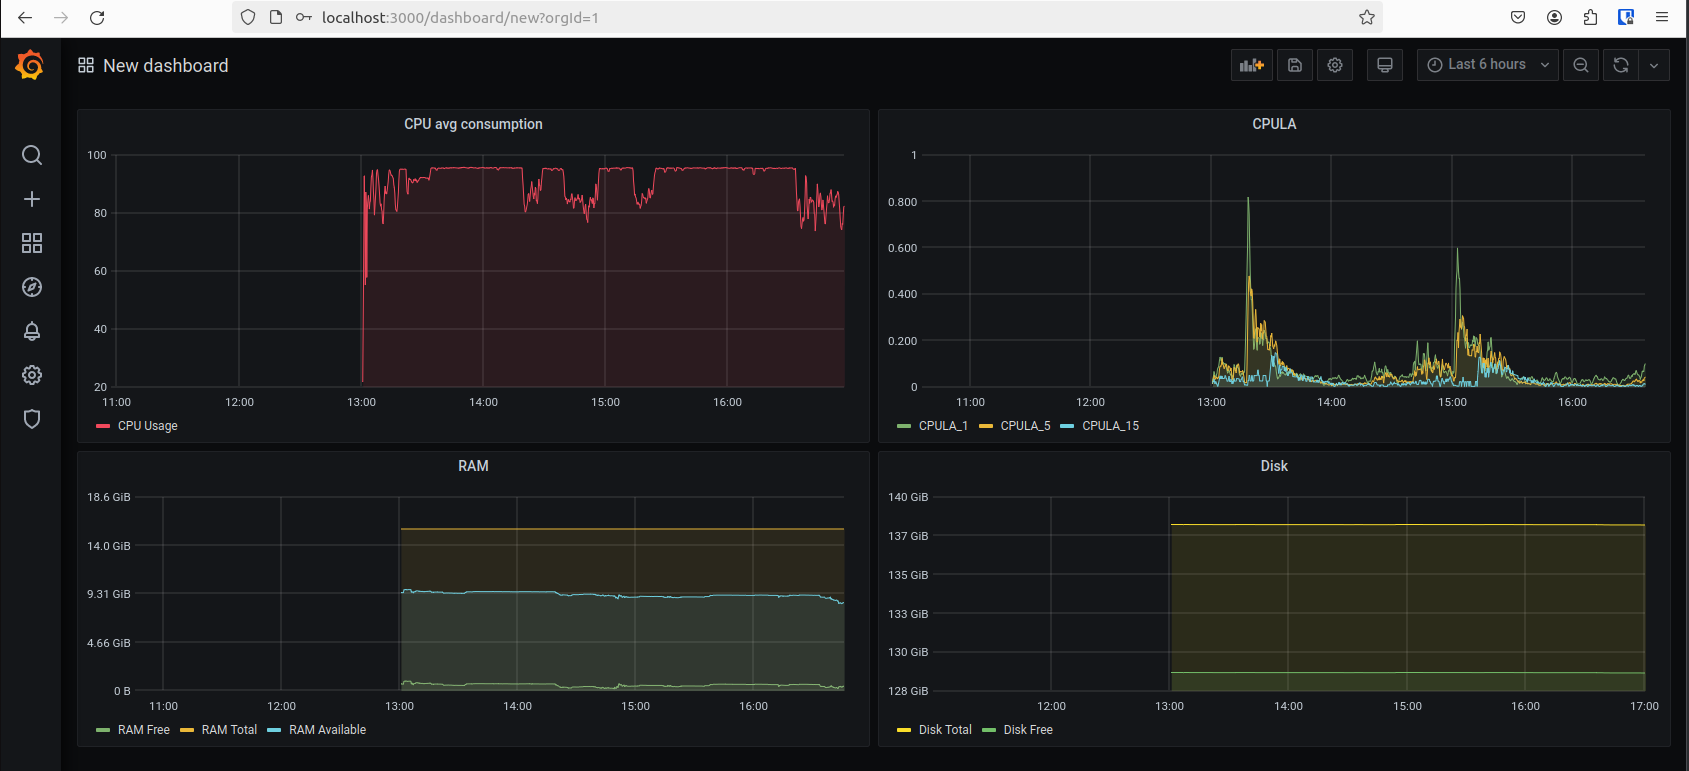 localhost:3000/dashboard/new?orgId=1
New dashboard
Last 6 hours
CPU avg consumption
100
80
60
40
20
11:00 12:00 13:00 14:00 15:00 16:00
CPU Usage
CPULA
1
0.800
0.600
0.400
0.200
0
11:00 12:00 13:00 14:00 15:00 16:00
CPULA_1 CPULA_5 CPULA_15
RAM
18.6 GiB
14.0 GiB
9.31 GiB
4.66 GiB
0 B
11:00 12:00 13:00 14:00 15:00 16:00
RAM Free RAM Total RAM Available
Disk
140 GiB
137 GiB
135 GiB
133 GiB
130 GiB
128 GiB
12:00 13:00 14:00 15:00 16:00 17:00
Disk Total Disk Free